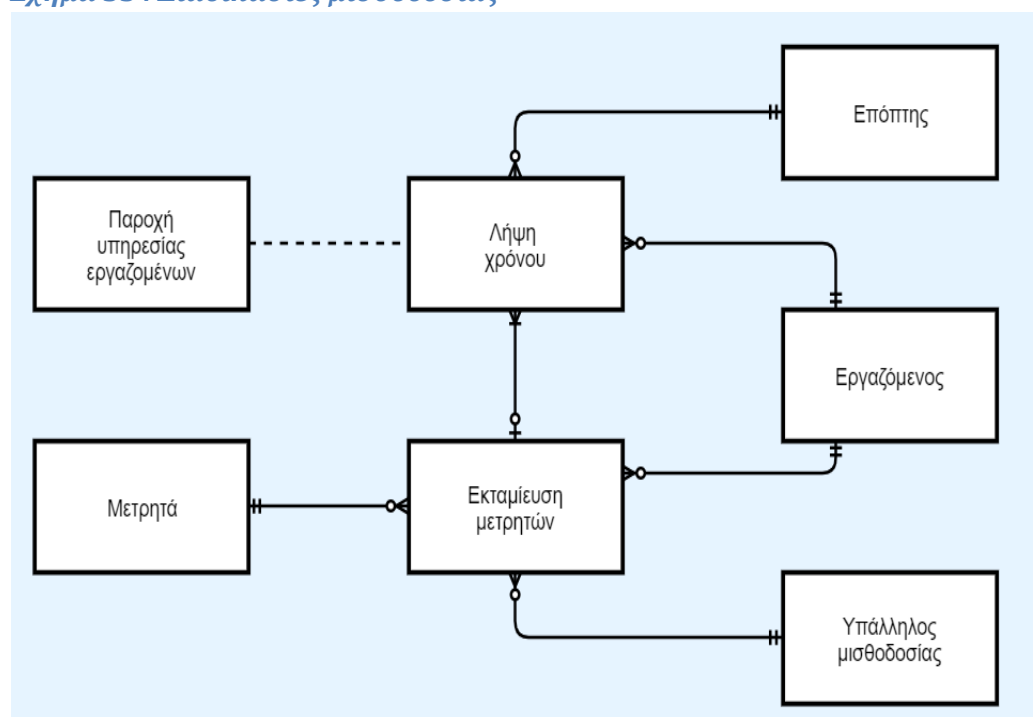 Επόπτης
Παροχή
υπηρεσίας
εργαζομένων
Λήψη
χρόνου
Εργαζόμενος
Μετρητά
Εκταμίευση
μετρητών
Υπάλληλος
μισθοδοσίας